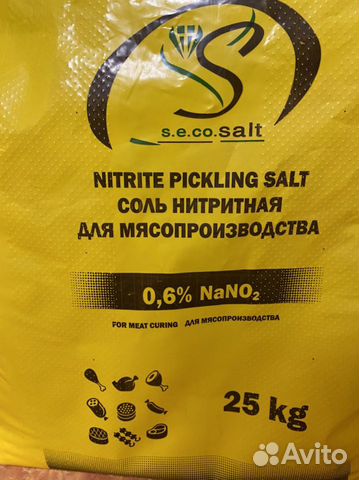 S
s.e.co.salt
NITRITE PICKLING SALT
СОЛЬ НИТРИТНАЯ
ДЛЯ МЯСОПРОИЗВОДСТВА
0,6% NaNO₂
FOR MEAT CURING ДЛЯ МЯСОПРОИЗВОДСТВА
25 kg
Avito